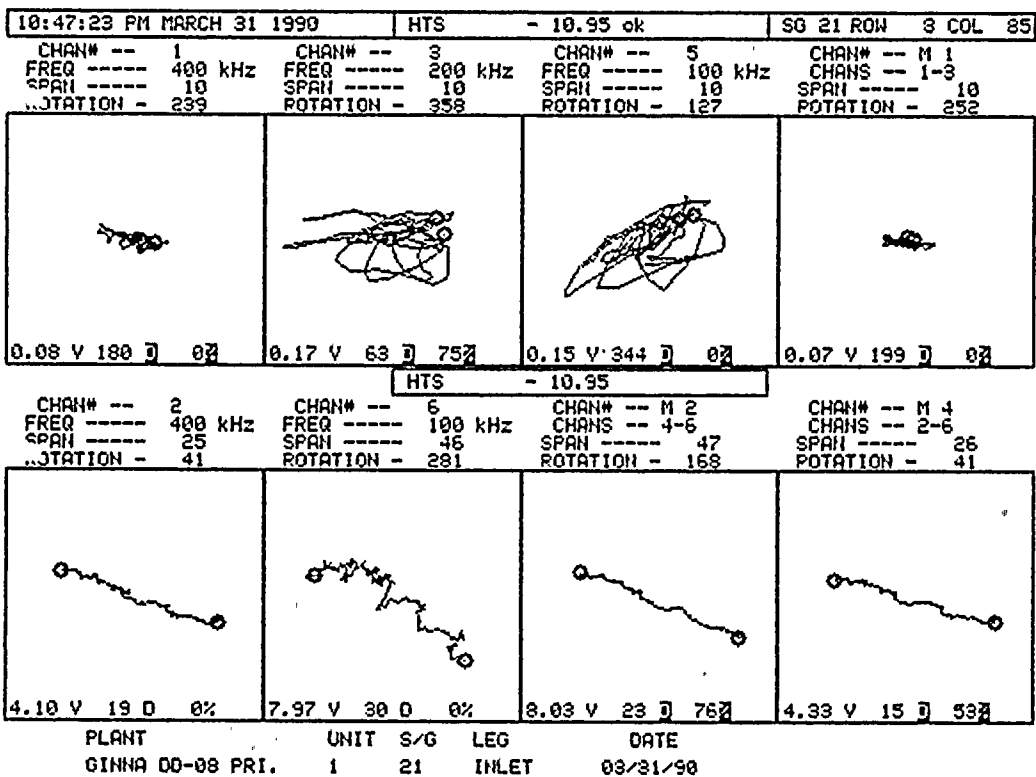 10:47:23 PM MARCH 31 1990 HTS - 10.95 ok SG 21 ROW 3 COL 85
CHAN# -- 1 CHAN# -- 3 CHAN# -- 5 CHAN# -- M 1
FREQ ----- 400 kHz FREQ ----- 200 kHz FREQ ----- 100 kHz CHANS -- 1-3
SPAN ----- 10 SPAN ----- 10 SPAN ----- 10 SPAN ----- 10
..OTATION - 239 ROTATION - 358 ROTATION - 127 ROTATION - 252
0.08 V 180 D 0% 0.17 V 63 D 75% 0.15 V 344 D 0% 0.07 V 199 D 0%
HTS - 10.95
CHAN# -- 2 CHAN# -- 6 CHAN# -- M 2 CHAN# -- M 4
FREQ ----- 400 kHz FREQ ----- 100 kHz CHANS -- 4-6 CHANS -- 2-6
SPAN ----- 25 SPAN ----- 46 SPAN ----- 47 SPAN ----- 26
..OTATION - 41 ROTATION - 281 ROTATION - 168 ROTATION - 41
4.10 V 19 D 0% 7.97 V 30 D 0% 8.03 V 23 D 76% 4.33 V 15 D 53%
PLANT UNIT S/G LEG DATE
GINNA DD-08 PRI. 1 21 INLET 03/31/90